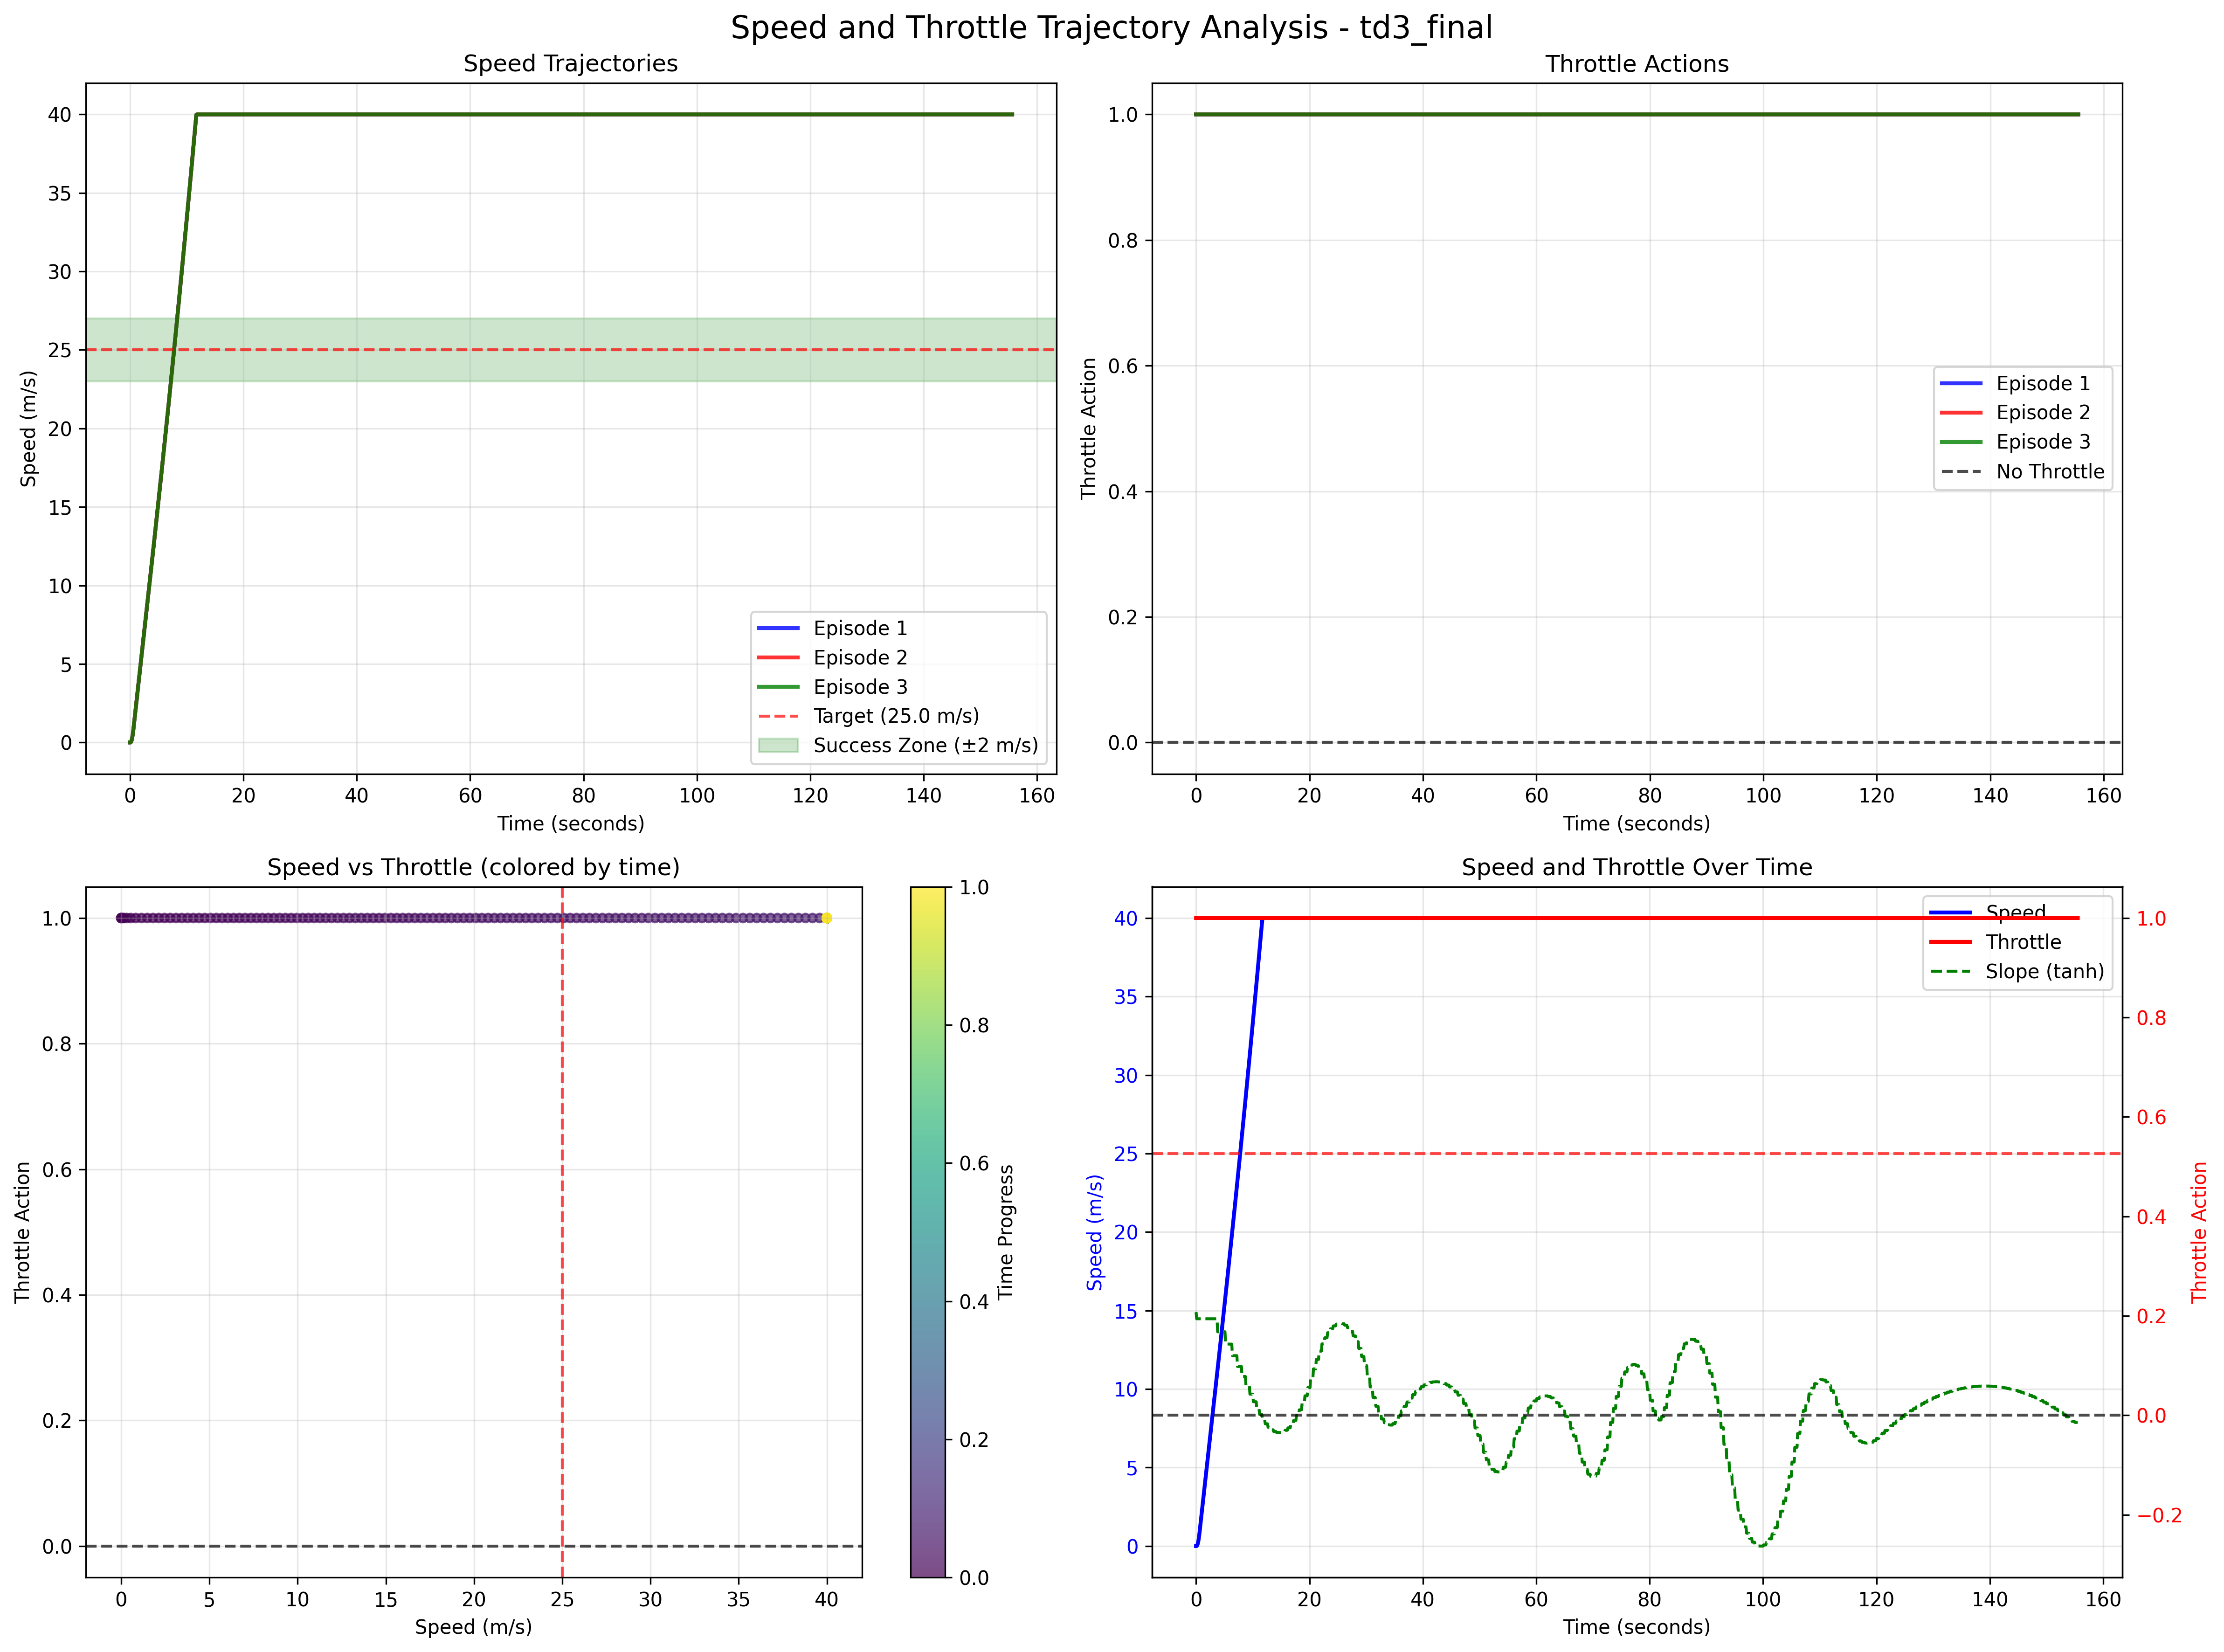 Speed and Throttle Trajectory Analysis - td3_final
Speed Trajectories
40
35
30
25
20
15
10
5
0
Speed (m/s)
0 20 40 60 80 100 120 140 160
Time (seconds)
Episode 1
Episode 2
Episode 3
Target (25.0 m/s)
Success Zone (±2 m/s)
Throttle Actions
1.0
0.8
0.6
0.4
0.2
0.0
Throttle Action
0 20 40 60 80 100 120 140 160
Time (seconds)
Episode 1
Episode 2
Episode 3
No Throttle
Speed vs Throttle (colored by time)
1.0
0.8
0.6
0.4
0.2
0.0
Throttle Action
0 5 10 15 20 25 30 35 40
Speed (m/s)
1.0
0.8
0.6
0.4
0.2
0.0
Time Progress
Speed and Throttle Over Time
40
35
30
25
20
15
10
5
0
Speed (m/s)
0 20 40 60 80 100 120 140 160
Time (seconds)
Speed
Throttle
Slope (tanh)
1.0
0.8
0.6
0.4
0.2
0.0
−0.2
Throttle Action